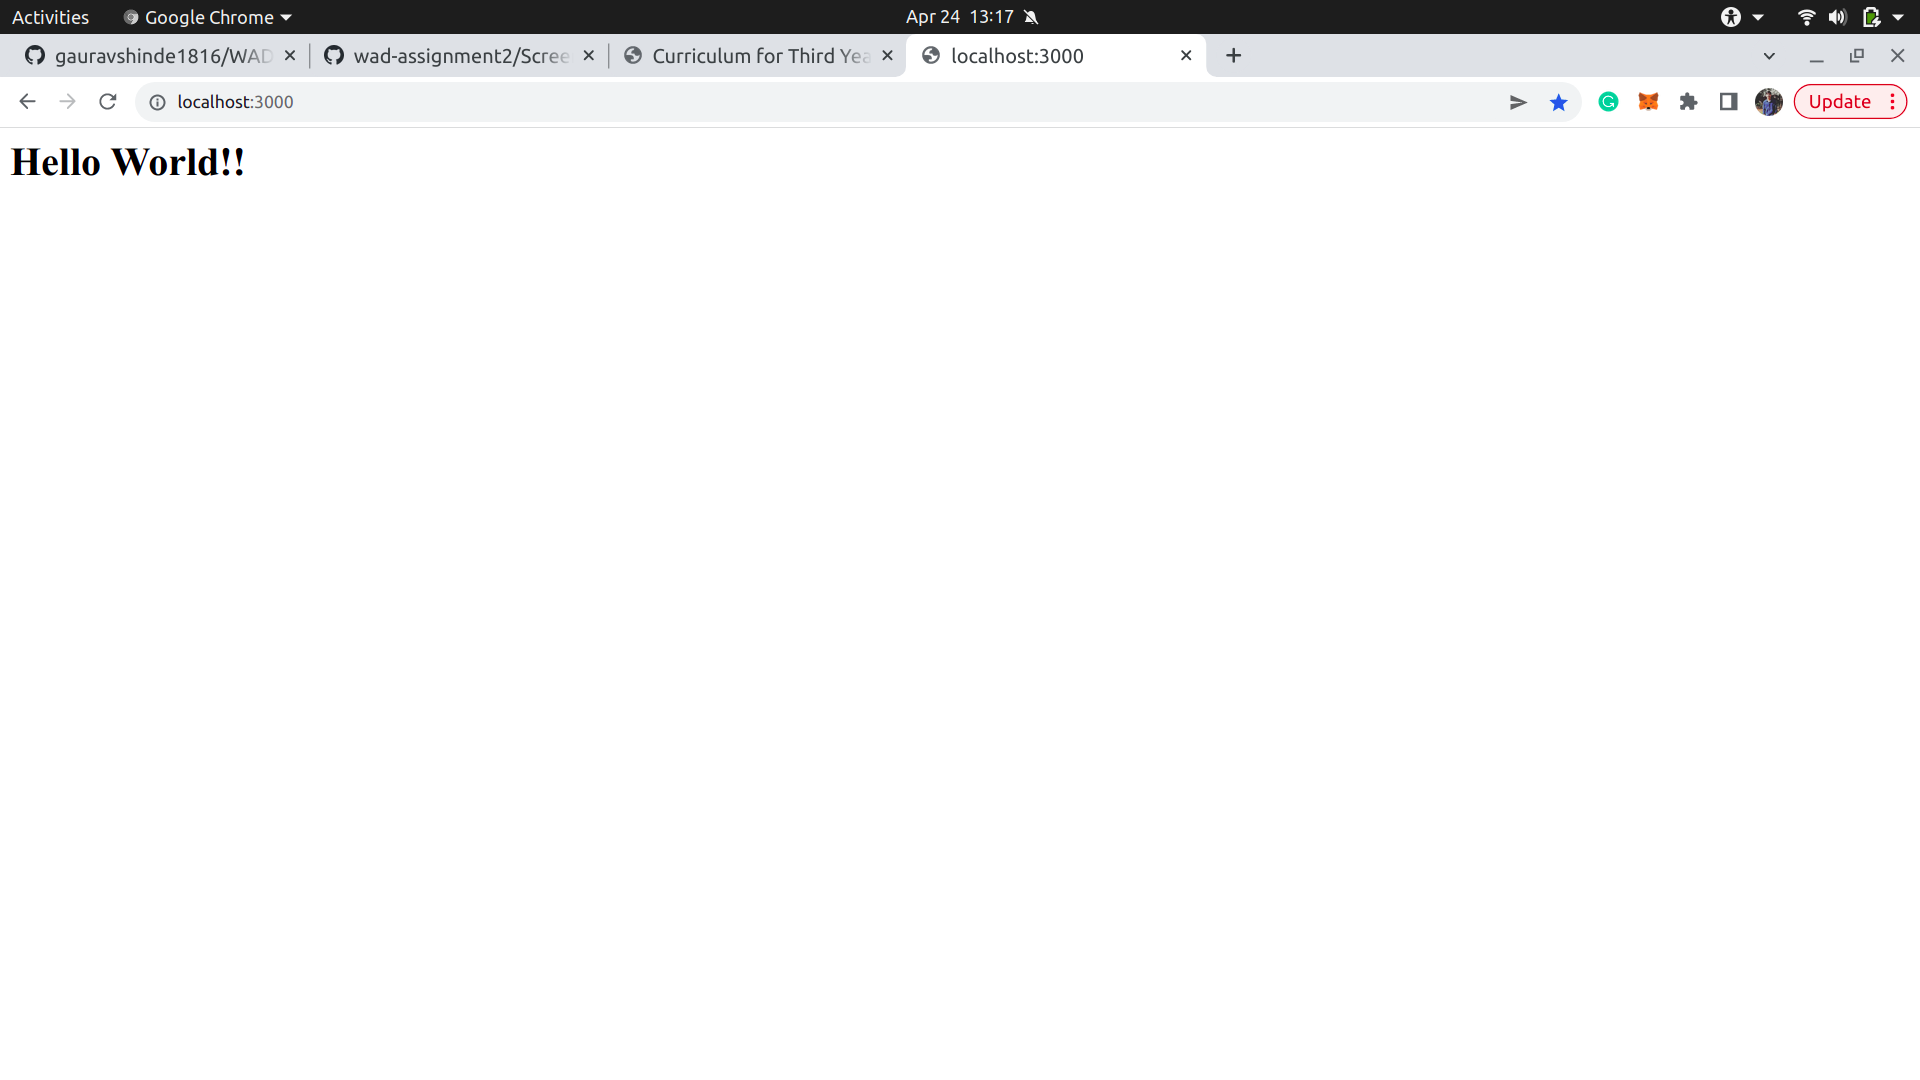 Activities Google Chrome Apr 24 13:17
gauravshinde1816/WAD wad-assignment2/Scree Curriculum for Third Yea localhost:3000
localhost:3000 Update
Hello World!!